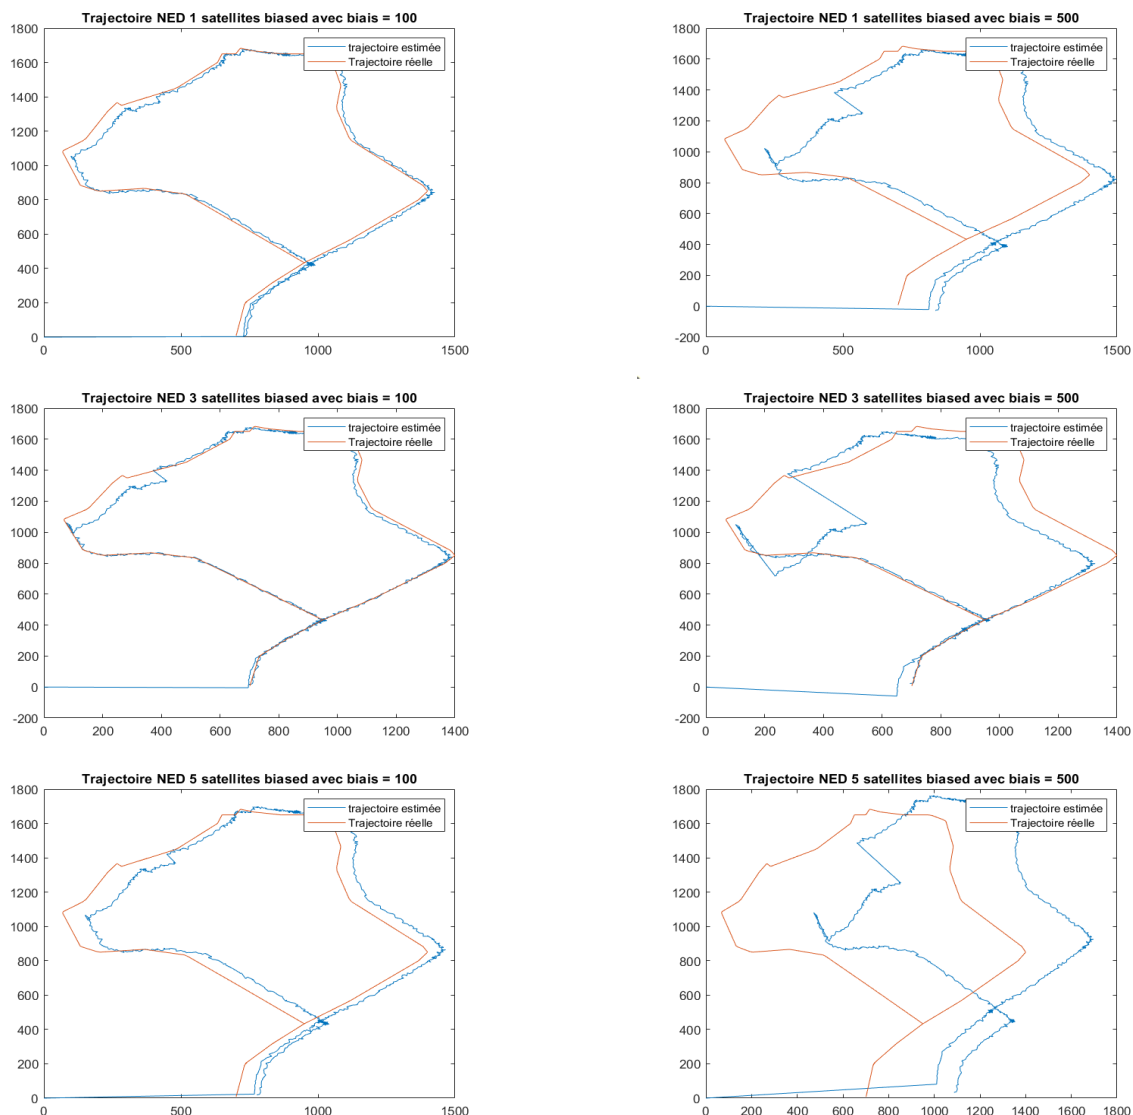 Trajectoire NED 1 satellites biased avec biais = 100
1800
1600
1400
1200
1000
800
600
400
200
0
0 500 1000 1500
trajectoire estimée
Trajectoire réelle
Trajectoire NED 1 satellites biased avec biais = 500
1800
1600
1400
1200
1000
800
600
400
200
0
-200
0 500 1000 1500
trajectoire estimée
Trajectoire réelle
Trajectoire NED 3 satellites biased avec biais = 100
1800
1600
1400
1200
1000
800
600
400
200
0
-200
0 200 400 600 800 1000 1200 1400
trajectoire estimée
Trajectoire réelle
Trajectoire NED 3 satellites biased avec biais = 500
1800
1600
1400
1200
1000
800
600
400
200
0
-200
0 200 400 600 800 1000 1200 1400
trajectoire estimée
Trajectoire réelle
Trajectoire NED 5 satellites biased avec biais = 100
1800
1600
1400
1200
1000
800
600
400
200
0
0 500 1000 1500
trajectoire estimée
Trajectoire réelle
Trajectoire NED 5 satellites biased avec biais = 500
1800
1600
1400
1200
1000
800
600
400
200
0
0 200 400 600 800 1000 1200 1400 1600 1800
trajectoire estimée
Trajectoire réelle